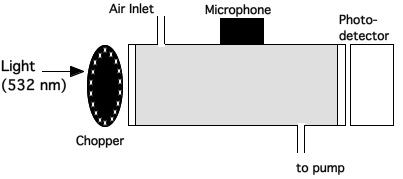 Air Inlet
Microphone
Photo-
detector
Light
(532 nm)
Chopper
to pump